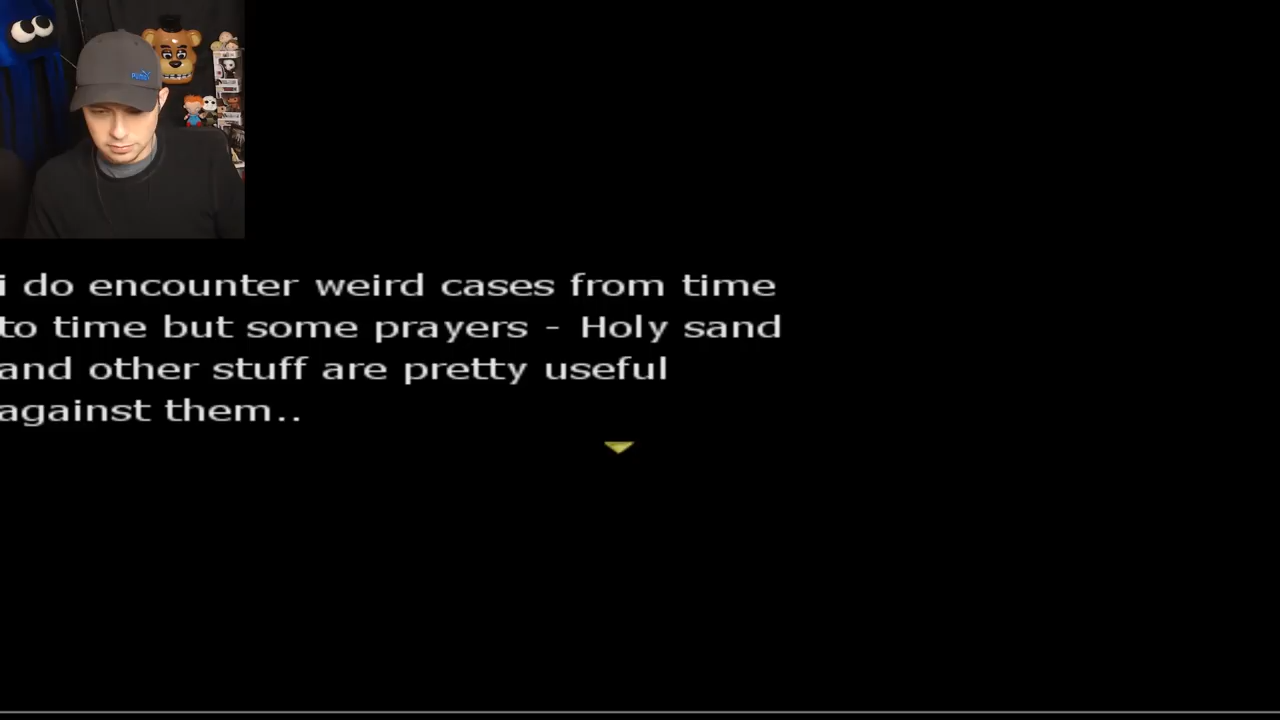 i do encounter weird cases from time
to time but some prayers - Holy sand
and other stuff are pretty useful
against them..